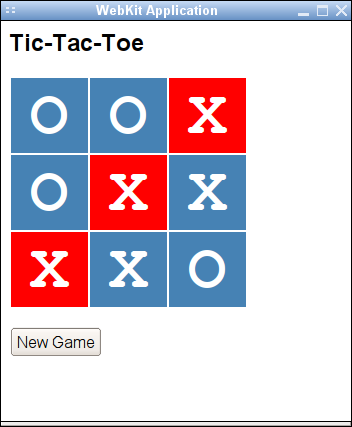 WebKit Application
Tic-Tac-Toe
O O X
O X X
X X O
New Game